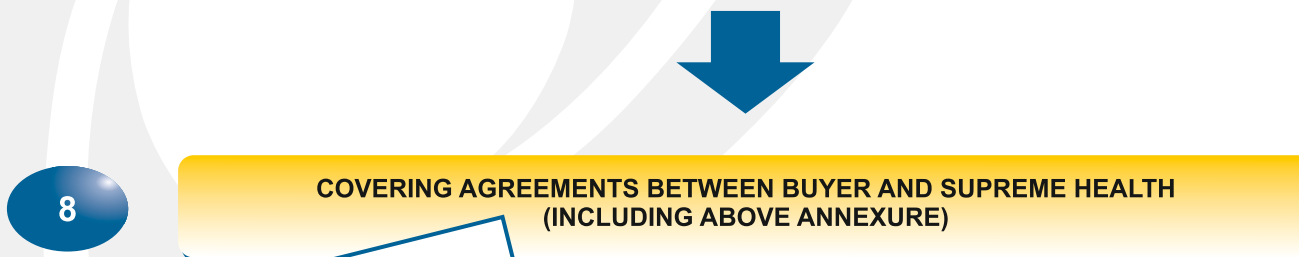 8
COVERING AGREEMENTS BETWEEN BUYER AND SUPREME HEALTH
(INCLUDING ABOVE ANNEXURE)